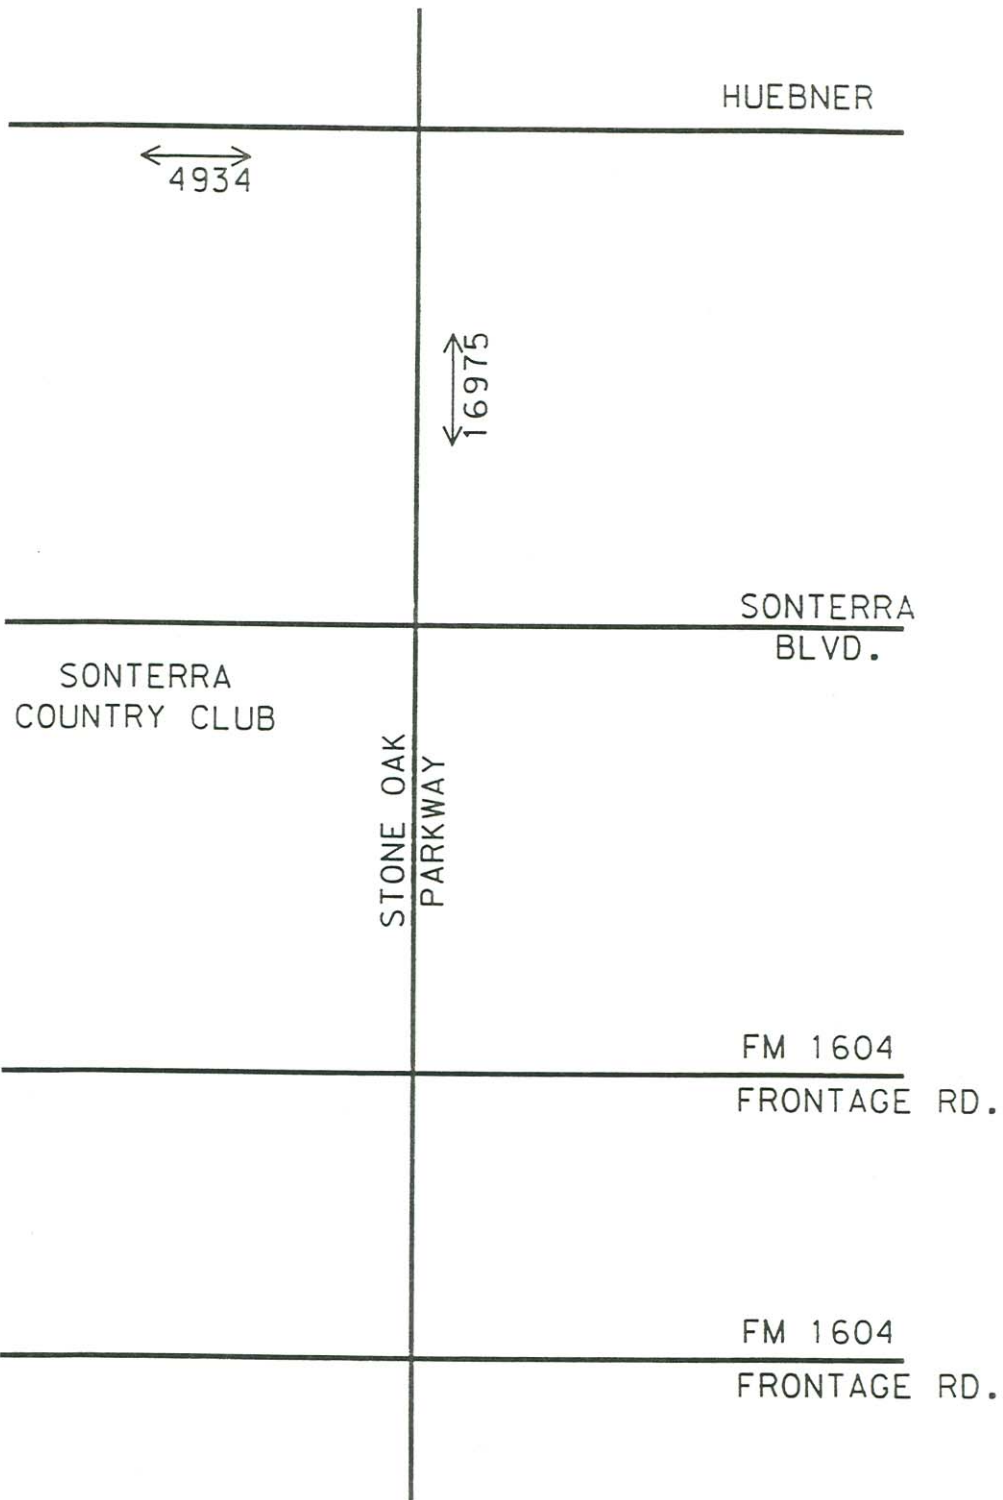 HUEBNER
4934
16975
SONTERRA
BLVD.
SONTERRA
COUNTRY CLUB
STONE OAK
PARKWAY
FM 1604
FRONTAGE RD.
FM 1604
FRONTAGE RD.